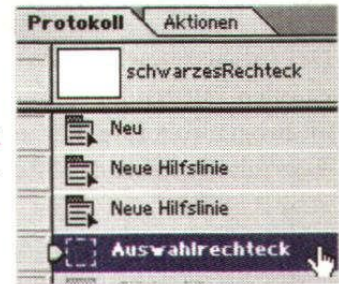 Protokoll Aktionen
schwarzesRechteck
Neu
Neue Hilfslinie
Neue Hilfslinie
Auswahlrechteck